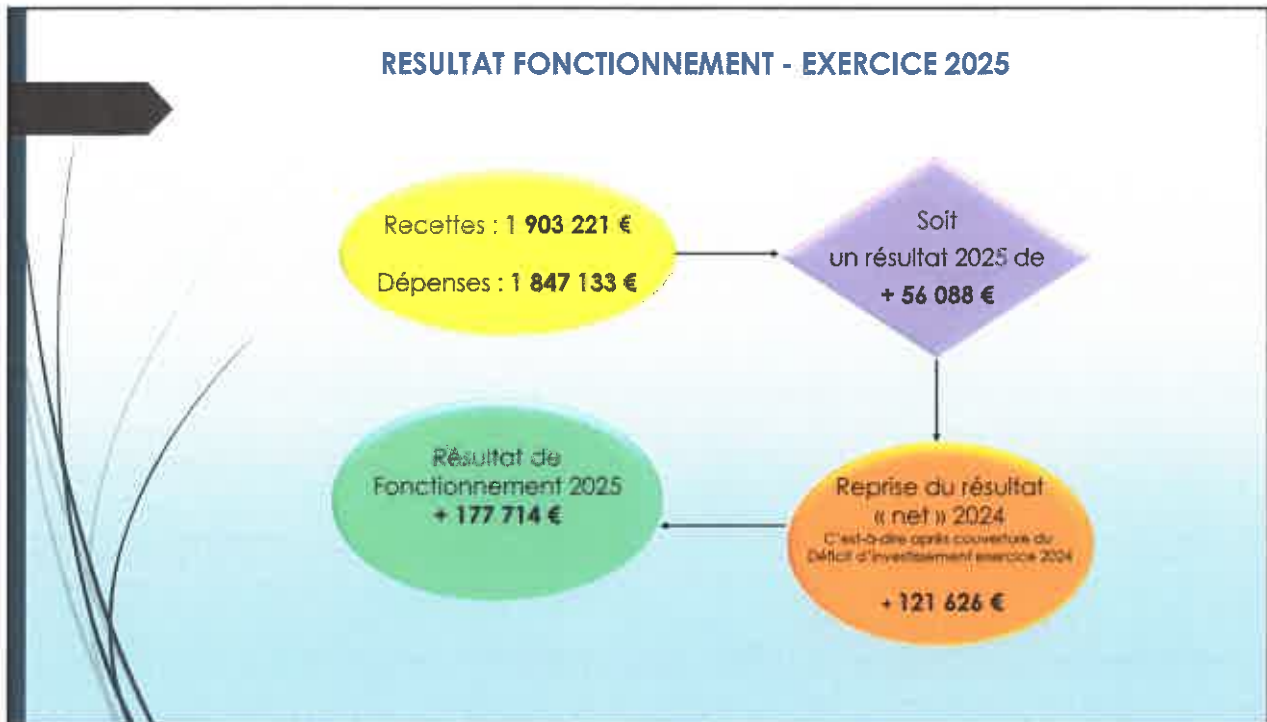 RESULTAT FONCTIONNEMENT - EXERCICE 2025
Recettes : 1 903 221 €
Dépenses : 1 847 133 €
Soit
un résultat 2025 de
+ 56 088 €
Reprise du résultat
« net » 2024
C'est-à-dire après couverture du
Déficit d'investissement exercice 2024
+ 121 626 €
Résultat de
Fonctionnement 2025
+ 177 714 €